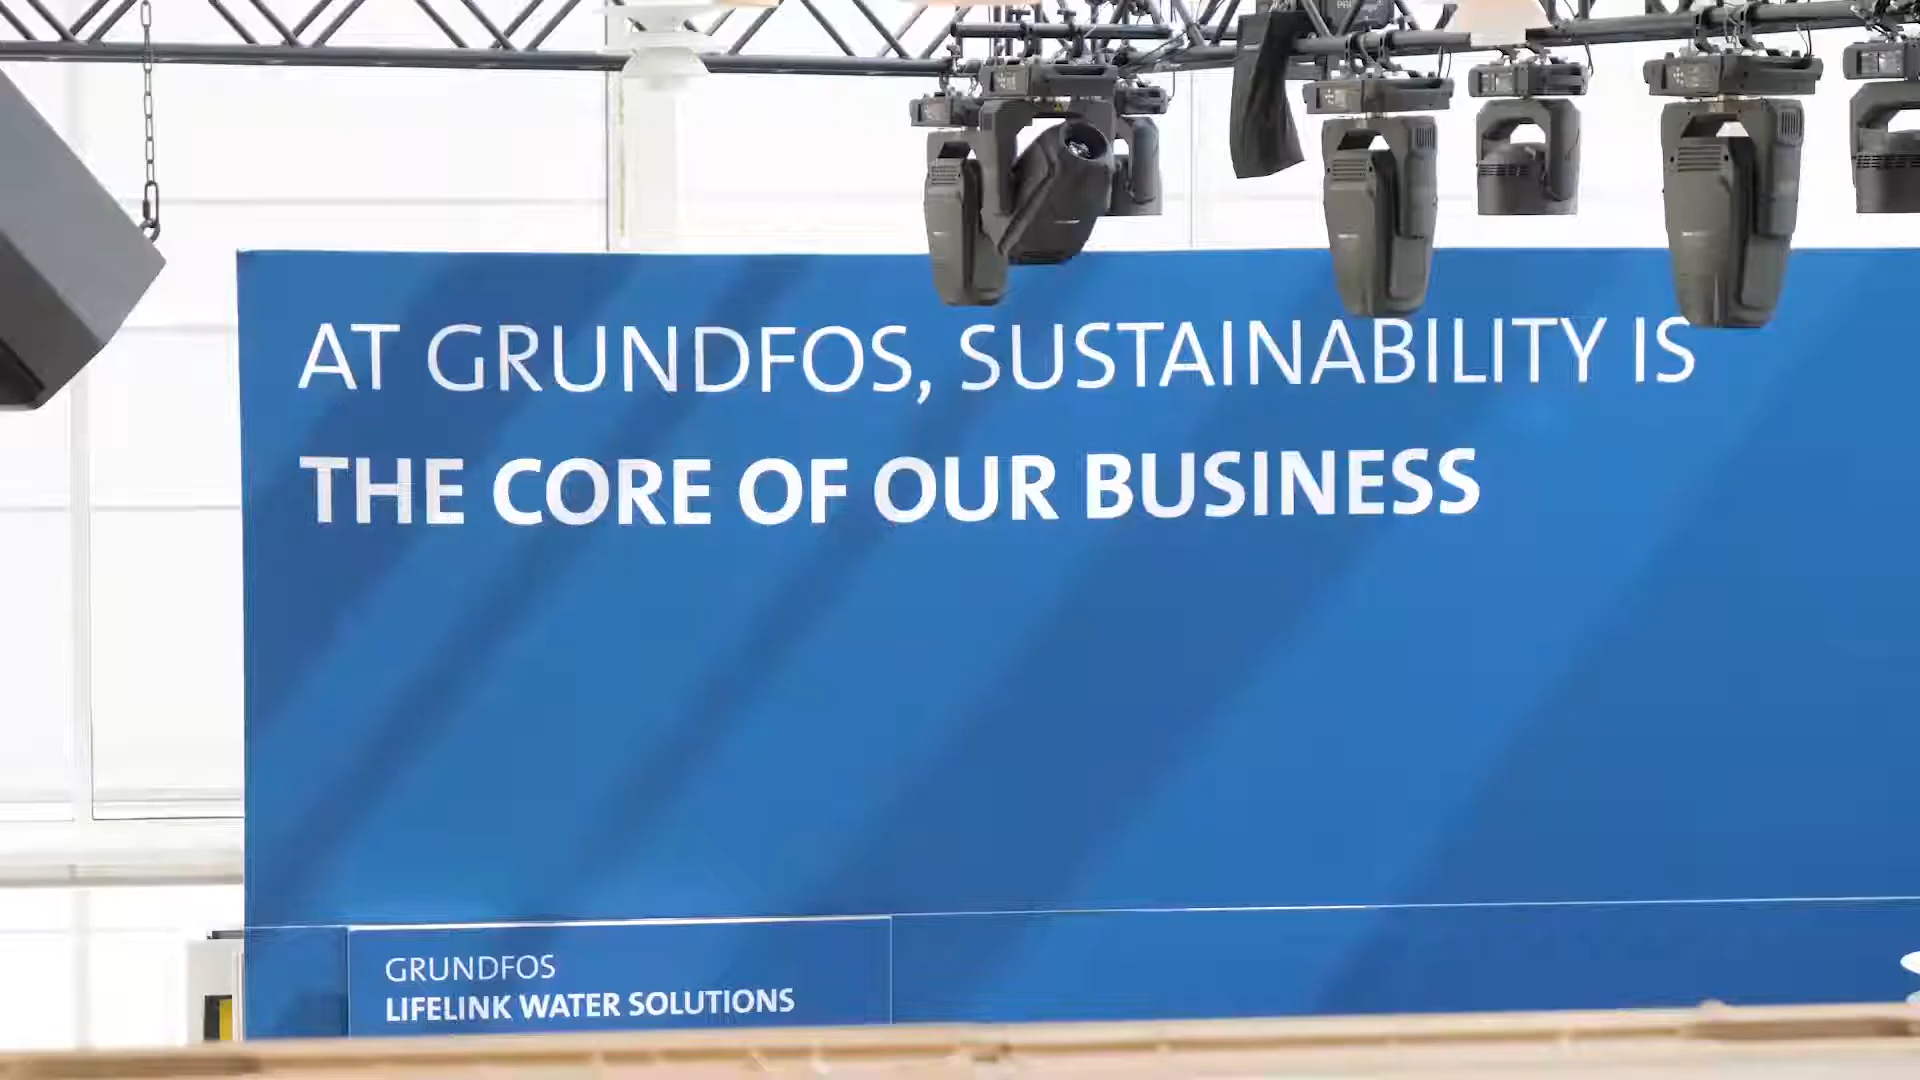 AT GRUNDFOS, SUSTAINABILITY IS
THE CORE OF OUR BUSINESS
GRUNDFOS
LIFELINK WATER SOLUTIONS